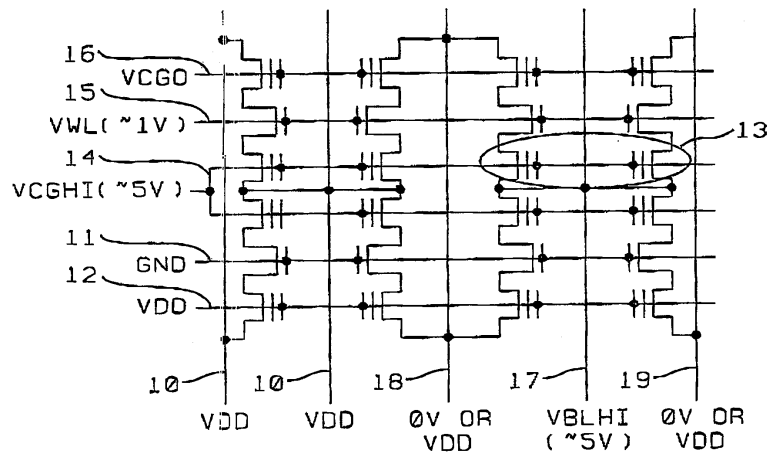 16
VCG0
15
VWL(~1V)
14
13
VCGHI(~5V)
11
GND
12
VDD
10
10
18
17
19
VDD
VDD
0V OR
VDD
VBLHI
(~5V)
0V OR
VDD